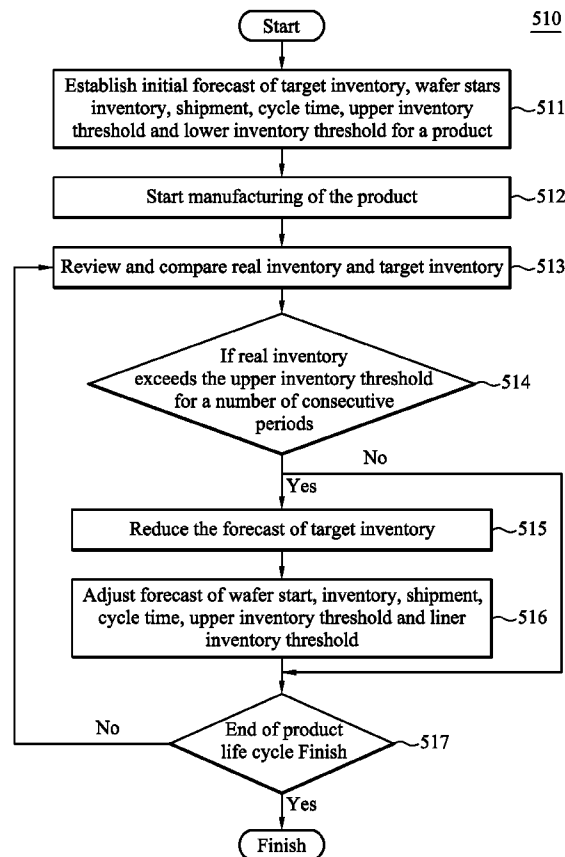 510
Start
Establish initial forecast of target inventory, wafer stars
inventory, shipment, cycle time, upper inventory
threshold and lower inventory threshold for a product
511
Start manufacturing of the product
512
Review and compare real inventory and target inventory
513
If real inventory
exceeds the upper inventory threshold
for a number of consecutive
periods
514
No
Yes
Reduce the forecast of target inventory
515
Adjust forecast of wafer start, inventory, shipment,
cycle time, upper inventory threshold and liner
inventory threshold
516
No
End of product
life cycle Finish
517
Yes
Finish